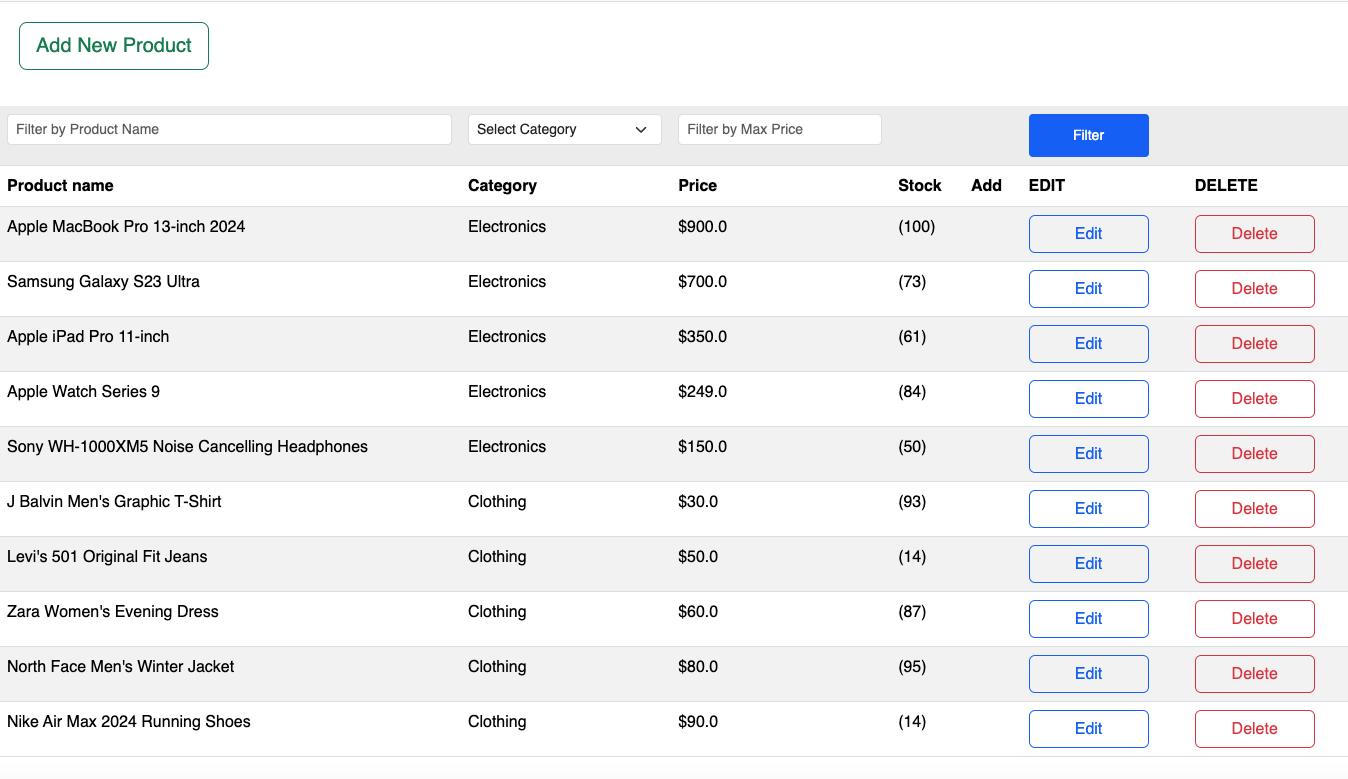 Add New Product
Filter by Product Name Select Category Filter by Max Price Filter
Product name Category Price Stock Add EDIT DELETE
Apple MacBook Pro 13-inch 2024 Electronics $900.0 (100) Edit Delete
Samsung Galaxy S23 Ultra Electronics $700.0 (73) Edit Delete
Apple iPad Pro 11-inch Electronics $350.0 (61) Edit Delete
Apple Watch Series 9 Electronics $249.0 (84) Edit Delete
Sony WH-1000XM5 Noise Cancelling Headphones Electronics $150.0 (50) Edit Delete
J Balvin Men's Graphic T-Shirt Clothing $30.0 (93) Edit Delete
Levi's 501 Original Fit Jeans Clothing $50.0 (14) Edit Delete
Zara Women's Evening Dress Clothing $60.0 (87) Edit Delete
North Face Men's Winter Jacket Clothing $80.0 (95) Edit Delete
Nike Air Max 2024 Running Shoes Clothing $90.0 (14) Edit Delete